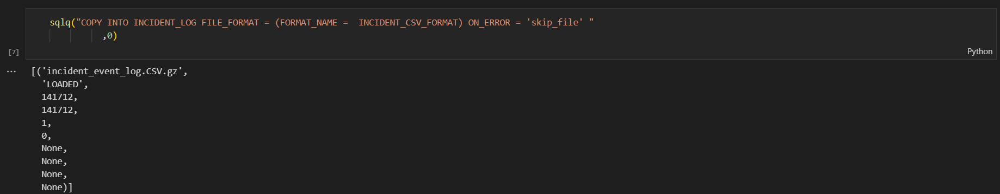 sqlq("COPY INTO INCIDENT_LOG FILE_FORMAT = (FORMAT_NAME =  INCIDENT_CSV_FORMAT) ON_ERROR = 'skip_file' "
,0)
[7]
Python
... [('incident_event_log.CSV.gz',
'LOADED',
141712,
141712,
1,
0,
None,
None,
None,
None)]